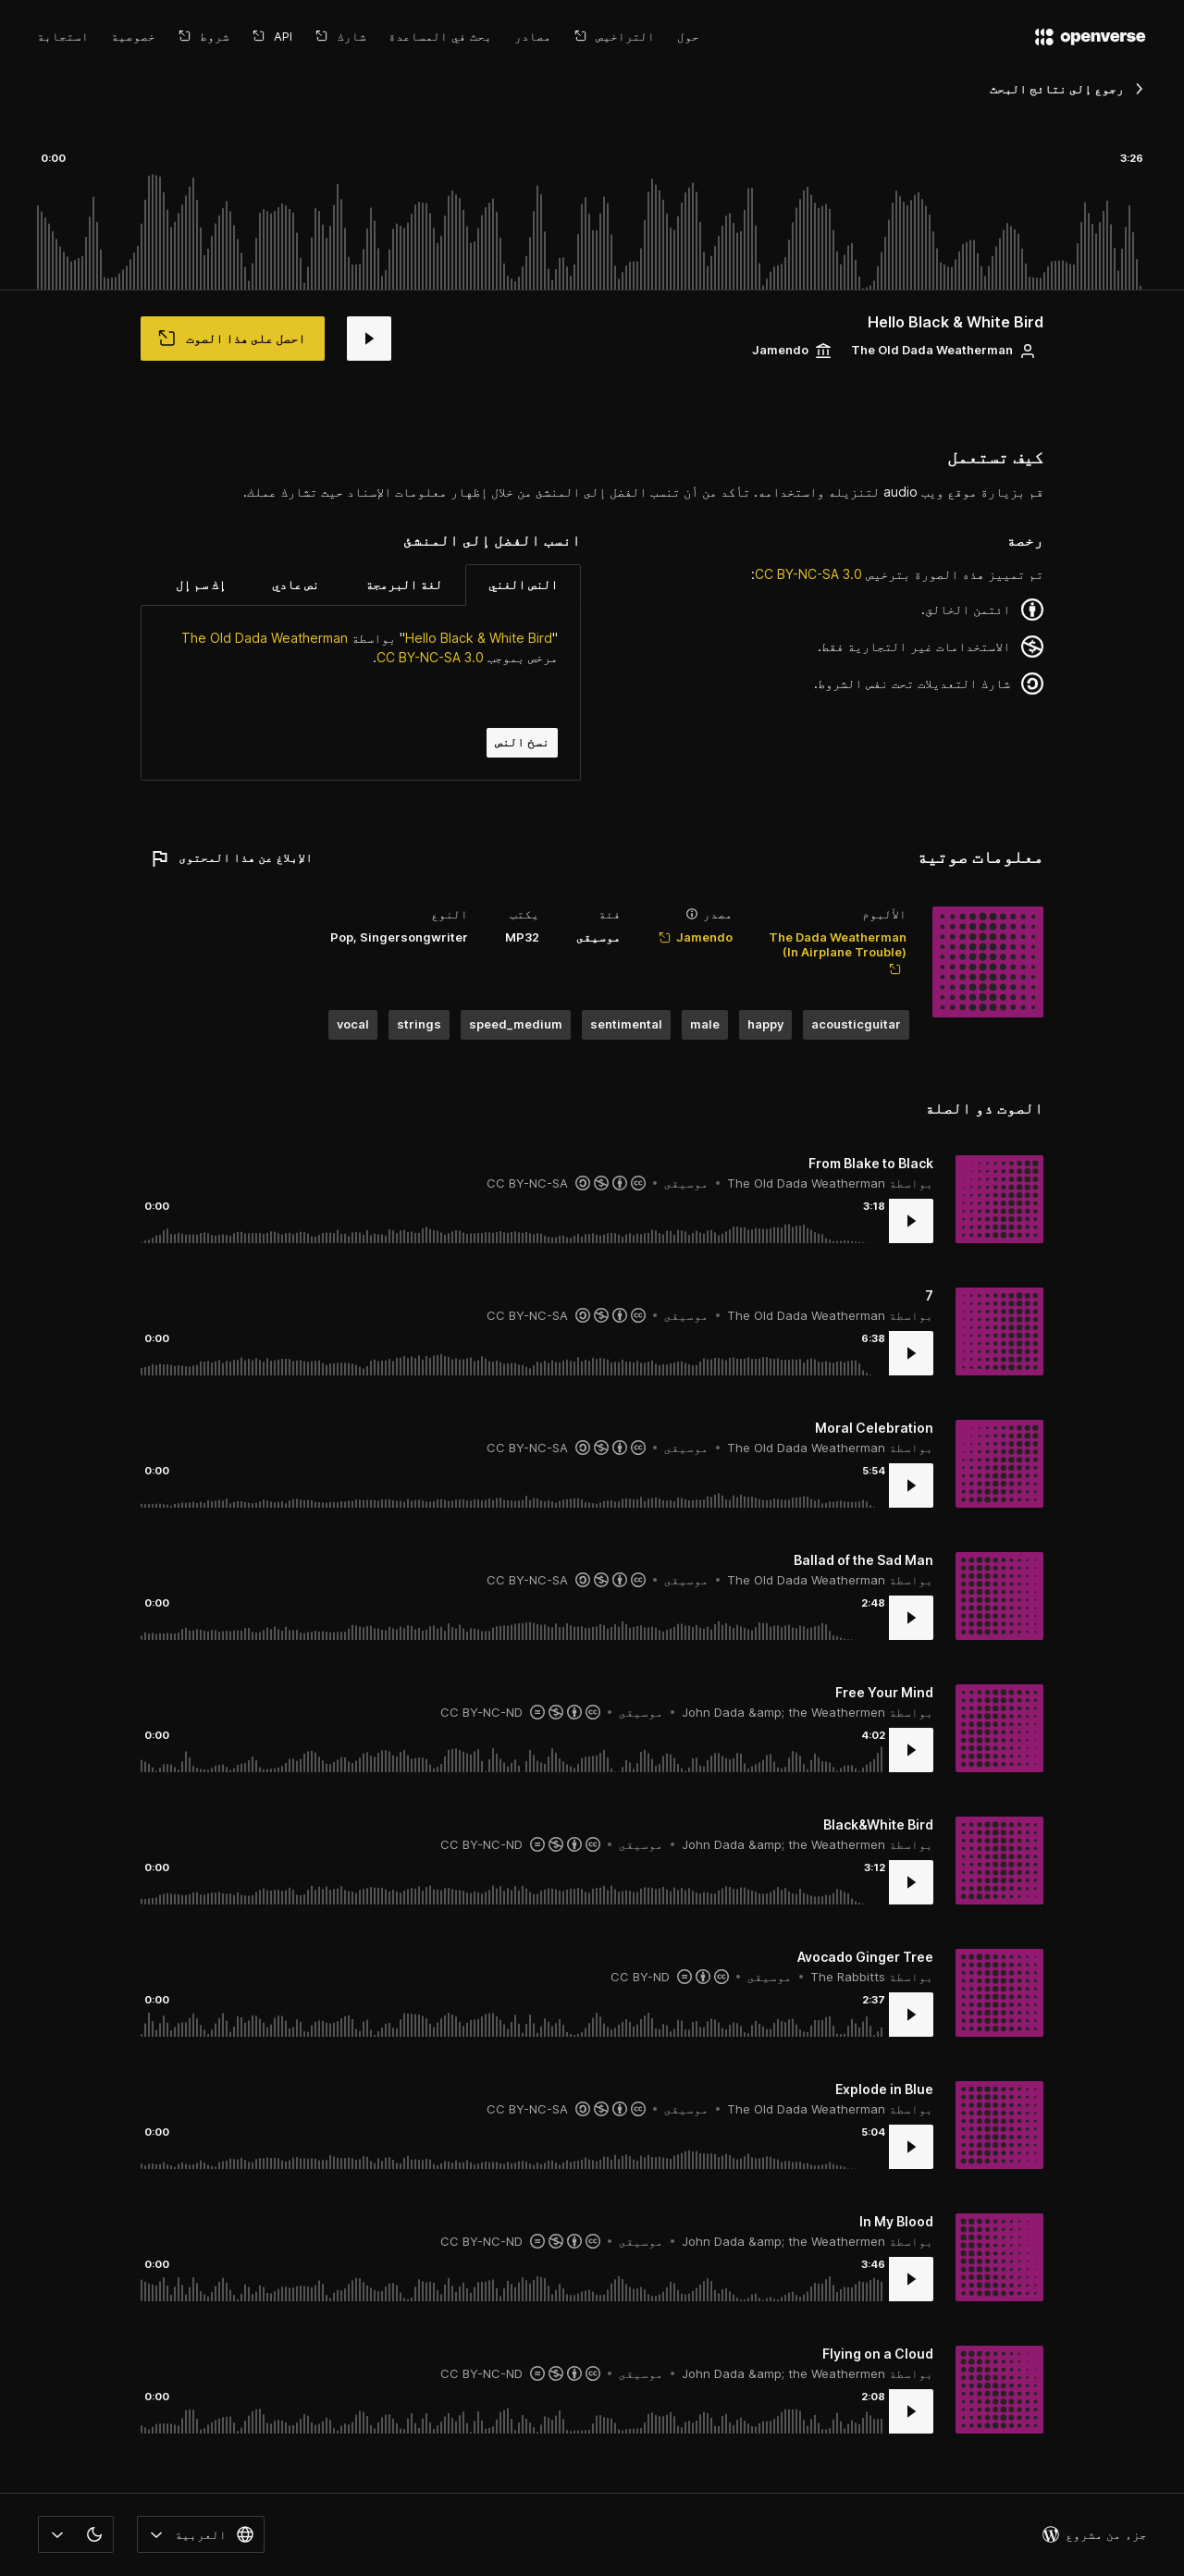 openverse
حول
التراخيص
مصادر
بحث في المساعدة
شارك
API
شروط
خصوصية
استجابة
رجوع إلى نتائج البحث
0:00
3:26
Hello Black & White Bird
The Old Dada Weatherman
Jamendo
احصل على هذا الصوت
كيف تستعمل
قم بزيارة موقع ويب audio لتنزيله واستخدامه. تأكد من أن تنسب الفضل إلى المنشئ من خلال إظهار معلومات الإسناد حيث تشارك عملك.
رخصة
تم تمييز هذه الصورة بترخيص CC BY-NC-SA 3.0:
ائتمن الخالق.
الاستخدامات غير التجارية فقط.
شارك التعديلات تحت نفس الشروط.
انسب الفضل إلى المنشئ
النص الغني
لغة البرمجة
نص عادي
إك سم إل
"Hello Black & White Bird" بواسطة The Old Dada Weatherman
مرخص بموجب CC BY-NC-SA 3.0.
نسخ النص
معلومات صوتية
الإبلاغ عن هذا المحتوى
الألبوم
The Dada Weatherman
(In Airplane Trouble)
مصدر
Jamendo
فئة
موسيقى
يكتب
MP32
النوع
Pop, Singersongwriter
acousticguitar
happy
male
sentimental
speed_medium
strings
vocal
الصوت ذو الصلة
From Blake to Black
بواسطة The Old Dada Weatherman • موسيقى • CC BY-NC-SA
0:00
3:18
7
بواسطة The Old Dada Weatherman • موسيقى • CC BY-NC-SA
0:00
6:38
Moral Celebration
بواسطة The Old Dada Weatherman • موسيقى • CC BY-NC-SA
0:00
5:54
Ballad of the Sad Man
بواسطة The Old Dada Weatherman • موسيقى • CC BY-NC-SA
0:00
2:48
Free Your Mind
بواسطة John Dada &amp; the Weathermen • موسيقى • CC BY-NC-ND
0:00
4:02
Black&White Bird
بواسطة John Dada &amp; the Weathermen • موسيقى • CC BY-NC-ND
0:00
3:12
Avocado Ginger Tree
بواسطة The Rabbitts • موسيقى • CC BY-ND
0:00
2:37
Explode in Blue
بواسطة The Old Dada Weatherman • موسيقى • CC BY-NC-SA
0:00
5:04
In My Blood
بواسطة John Dada &amp; the Weathermen • موسيقى • CC BY-NC-ND
0:00
3:46
Flying on a Cloud
بواسطة John Dada &amp; the Weathermen • موسيقى • CC BY-NC-ND
0:00
2:08
جزء من مشروع
العربية